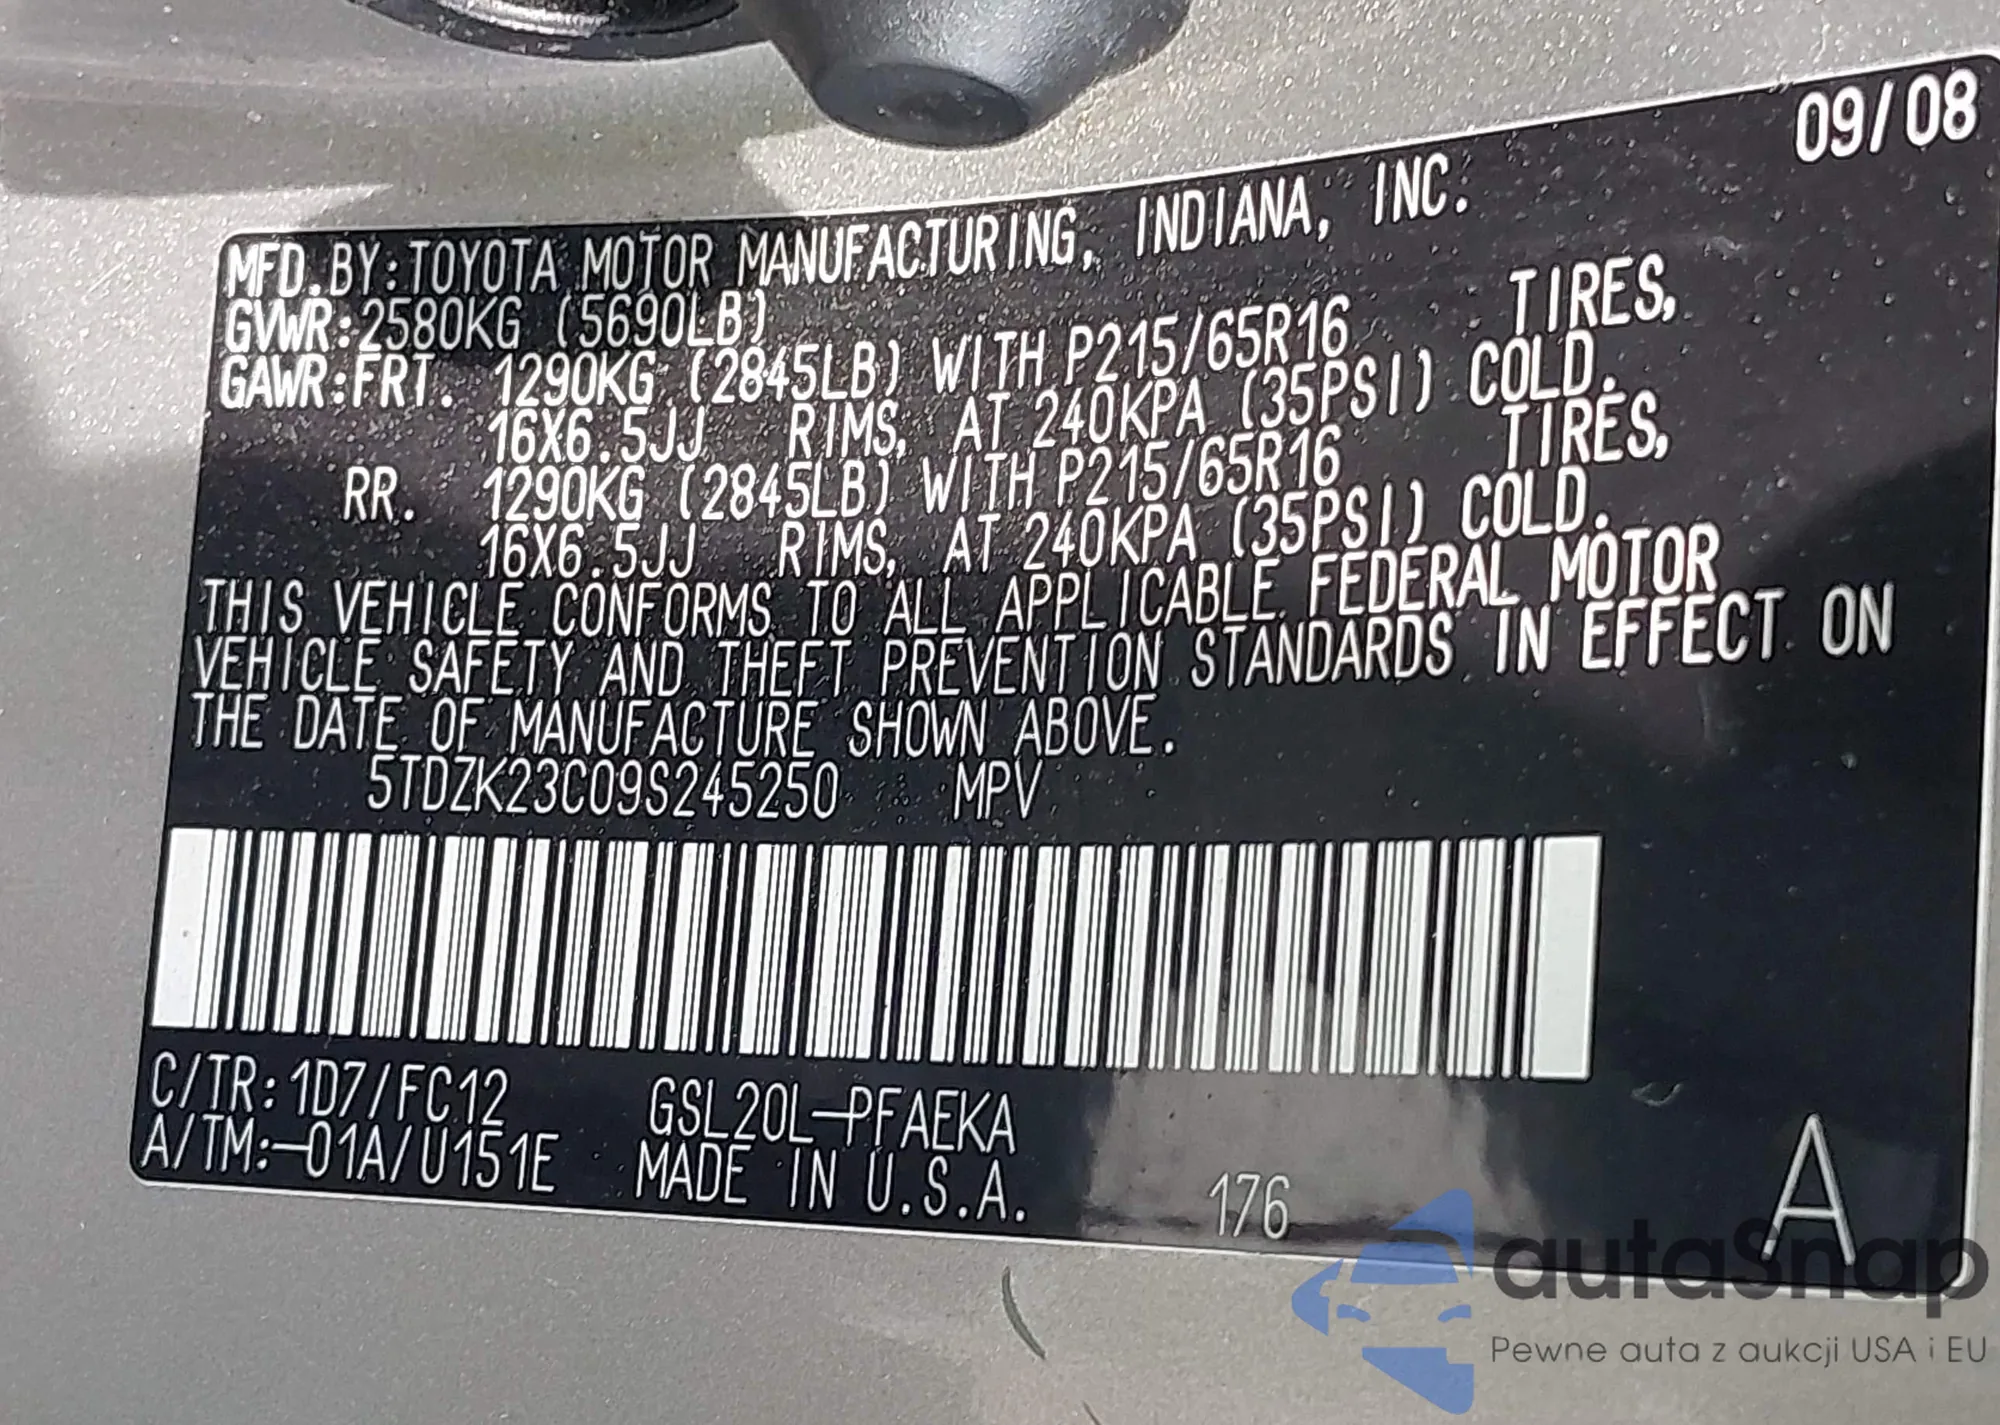 09/08
MFD.BY:TOYOTA MOTOR MANUFACTURING, INDIANA, INC.
GVWR:2580KG (5690LB)
GAWR:FRT. 1290KG (2845LB) WITH P215/65R16 TIRES,
16X6.5JJ RIMS, AT 240KPA (35PSI) COLD.
RR. 1290KG (2845LB) WITH P215/65R16 TIRES,
16X6.5JJ RIMS, AT 240KPA (35PSI) COLD.
THIS VEHICLE CONFORMS TO ALL APPLICABLE FEDERAL MOTOR
VEHICLE SAFETY AND THEFT PREVENTION STANDARDS IN EFFECT ON
THE DATE OF MANUFACTURE SHOWN ABOVE.
5TDZK23C09S245250 MPV
C/TR:1D7/FC12 GSL20L-PFAEKA
A/TM:-01A/U151E MADE IN U.S.A. 176 A
autaSnap
Pewne auta z aukcji USA i EU